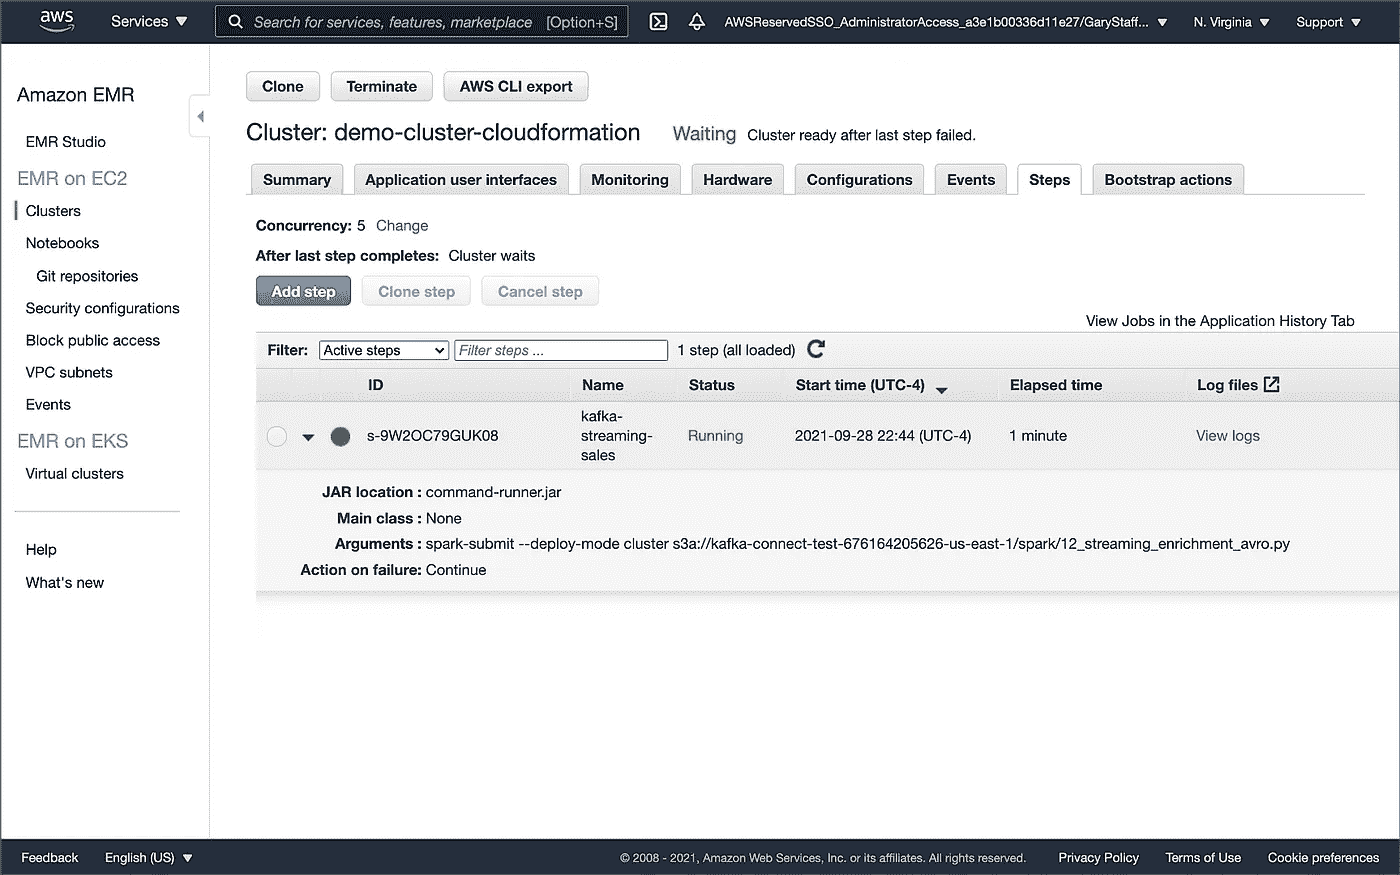 aws Services Search for services, features, marketplace [Option+S] AWSReservedSSO_AdministratorAccess_a3e1b00336d11e27/GaryStaff... N. Virginia Support
Amazon EMR
EMR Studio
EMR on EC2
Clusters
Notebooks
Git repositories
Security configurations
Block public access
VPC subnets
Events
EMR on EKS
Virtual clusters
Help
What's new
Clone Terminate AWS CLI export
Cluster: demo-cluster-cloudformation Waiting Cluster ready after last step failed.
Summary Application user interfaces Monitoring Hardware Configurations Events Steps Bootstrap actions
Concurrency: 5 Change
After last step completes: Cluster waits
Add step Clone step Cancel step
View Jobs in the Application History Tab
Filter: Active steps Filter steps ... 1 step (all loaded)
ID Name Status Start time (UTC-4) Elapsed time Log files
s-9W2OC79GUK08 kafka-streaming-sales Running 2021-09-28 22:44 (UTC-4) 1 minute View logs
JAR location : command-runner.jar
Main class : None
Arguments : spark-submit --deploy-mode cluster s3a://kafka-connect-test-676164205626-us-east-1/spark/12_streaming_enrichment_avro.py
Action on failure: Continue
Feedback English (US) © 2008 - 2021, Amazon Web Services, Inc. or its affiliates. All rights reserved. Privacy Policy Terms of Use Cookie preferences